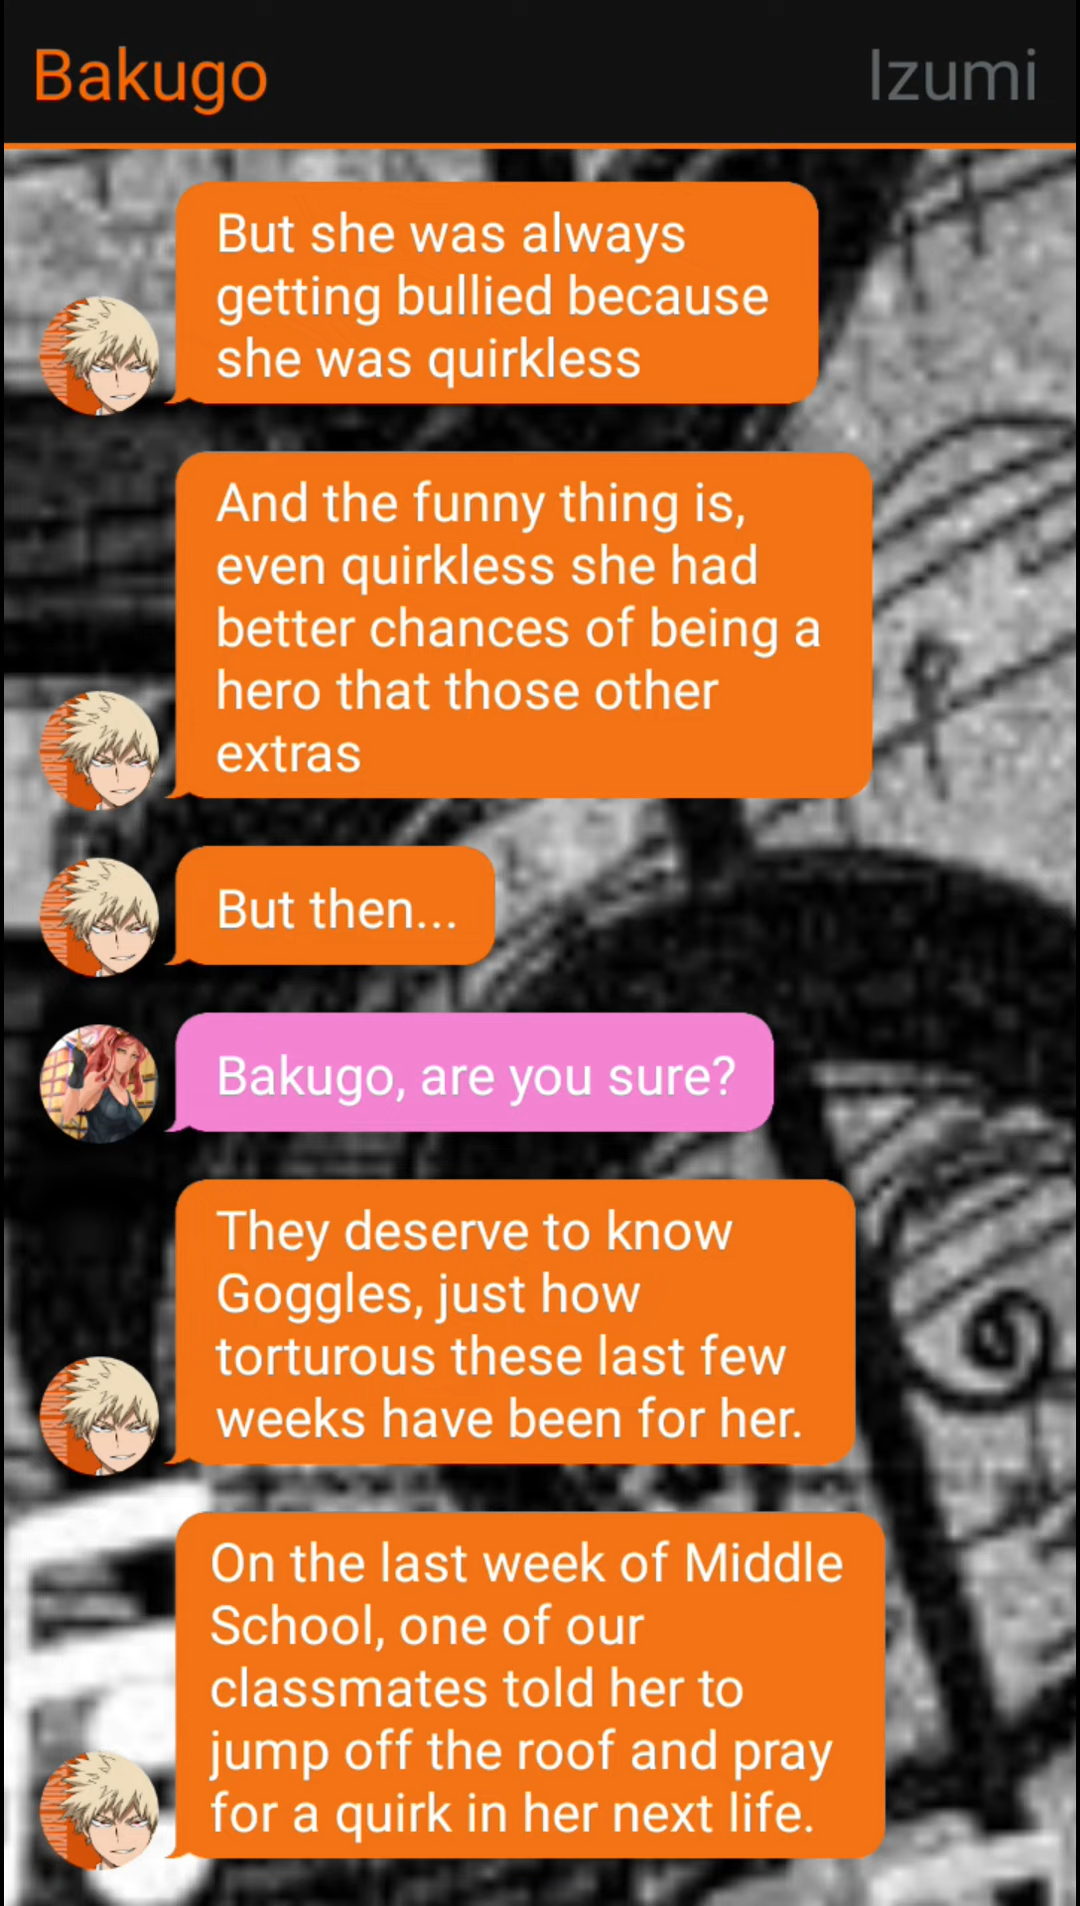 Bakugo
Izumi
But she was always
getting bullied because
she was quirkless
And the funny thing is,
even quirkless she had
better chances of being a
hero that those other
extras
But then...
Bakugo, are you sure?
They deserve to know
Goggles, just how
torturous these last few
weeks have been for her.
On the last week of Middle
School, one of our
classmates told her to
jump off the roof and pray
for a quirk in her next life.